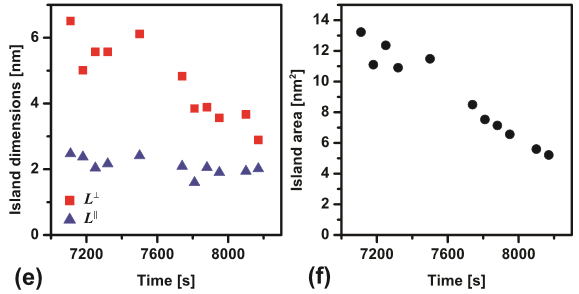 Island dimensions [nm]
6
4
2
0
L⊥
L∥
7200 7600 8000
Time [s]
(e)
Island area [nm²]
14
12
10
8
6
4
2
0
7200 7600 8000
Time [s]
(f)